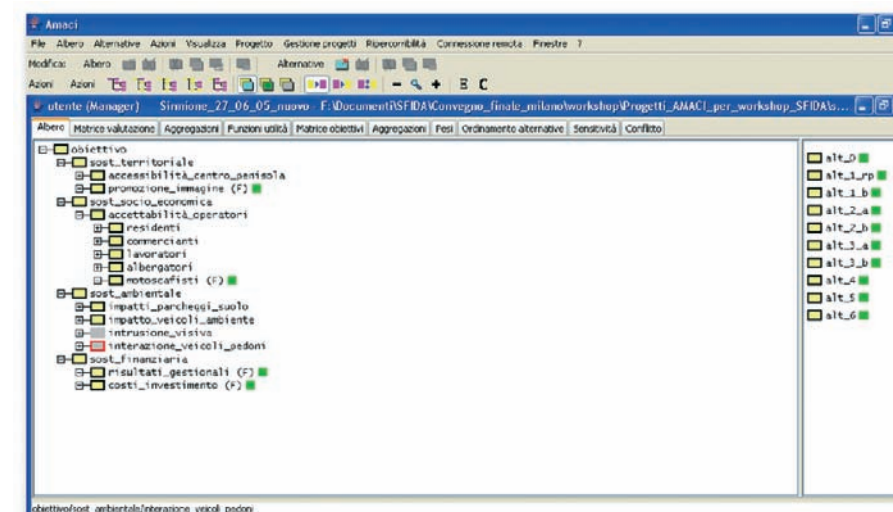 Amaci
File Albero Alternative Azioni Visualizza Progetto Gestione progetti Ripercorribilità Connessione remota Finestre ?
Modifica: Albero Alternative
Azioni Azioni E C
utente (Manager) Sirmione_27_06_05_nuovo - F:\Documenti\SFIDA\Convegno_finale_milano\workshop\Progetti_AMACI_per_workshop_SFIDA\s...
Albero Matrice valutazione Aggregazioni Funzioni utilità Matrice obiettivi Aggregazioni Pesi Ordinamento alternative Sensitività Conflitto
obiettivo
sost_territoriale
accessibilità_centro_penisola
promozione_immagine (F)
sost_socio_economica
accettabilità_operatori
residenti
commercianti
lavoratori
albergatori
motoscafisti (F)
sost_ambientale
impatti_parcheggi_suolo
impatto_veicoli_ambiente
intrusione_visiva
interazione_veicoli_pedoni
sost_finanziaria
risultati_gestionali (F)
costi_investimento (F)
alt_0
alt_1_rp
alt_1_b
alt_2_a
alt_2_b
alt_3_a
alt_3_b
alt_4
alt_5
alt_6
obiettivo/sost_ambientale/interazione_veicoli_pedoni